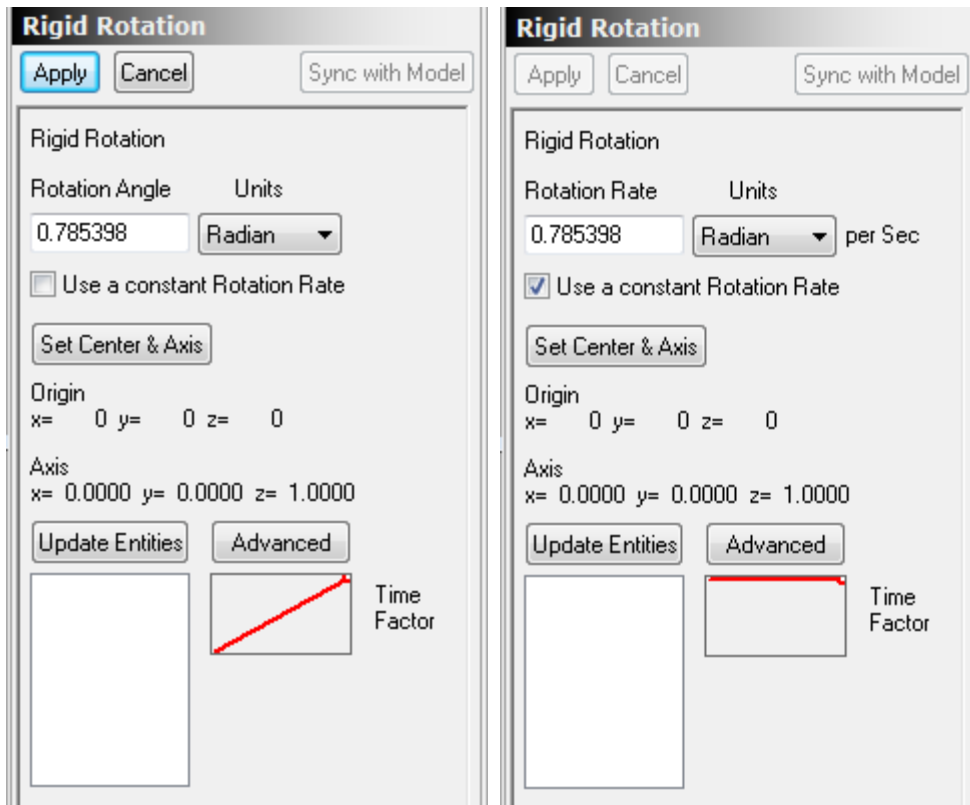 Rigid Rotation
Apply Cancel Sync with Model
Rigid Rotation
Rotation Angle Units
0.785398 Radian
Use a constant Rotation Rate
Set Center & Axis
Origin
x= 0 y= 0 z= 0
Axis
x= 0.0000 y= 0.0000 z= 1.0000
Update Entities Advanced
Time
Factor
Rigid Rotation
Apply Cancel Sync with Model
Rigid Rotation
Rotation Rate Units
0.785398 Radian per Sec
Use a constant Rotation Rate
Set Center & Axis
Origin
x= 0 y= 0 z= 0
Axis
x= 0.0000 y= 0.0000 z= 1.0000
Update Entities Advanced
Time
Factor